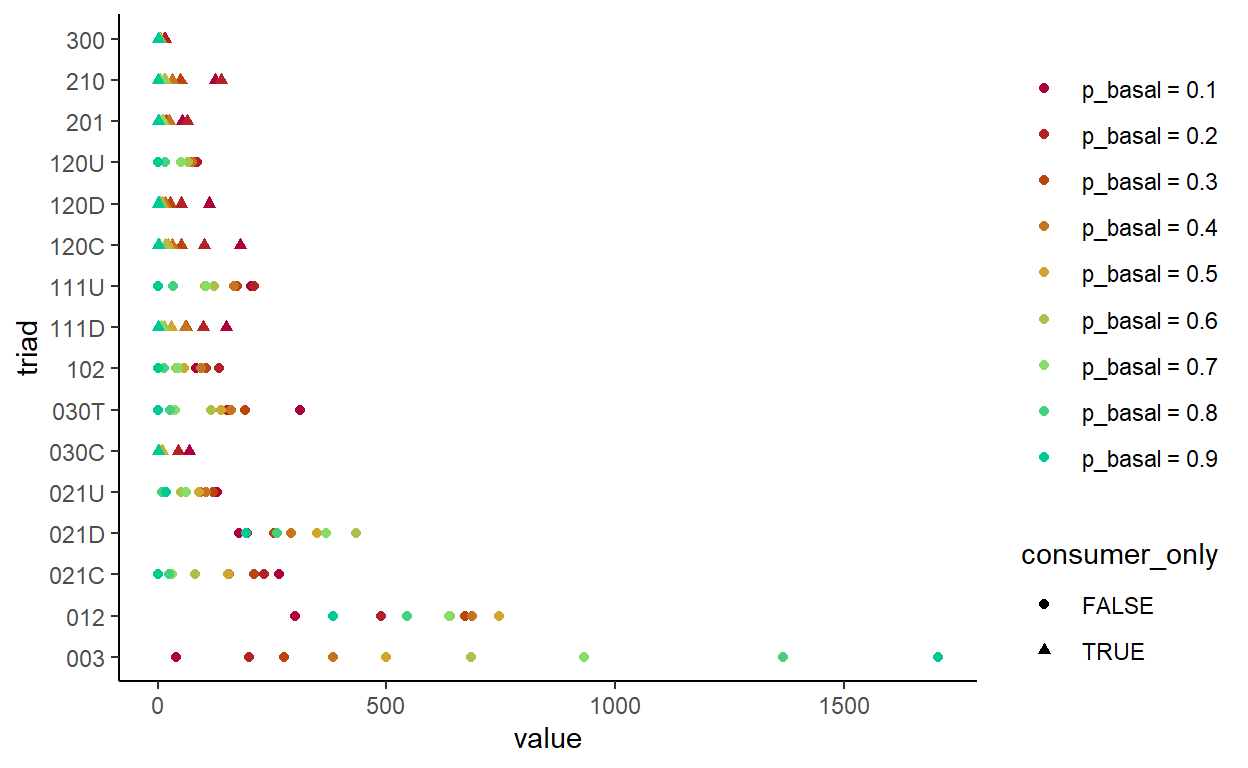 300
210
201
120U
120D
120C
111U
111D
102
030T
030C
021U
021D
021C
012
003
triad
0
500
1000
1500
value
p_basal = 0.1
p_basal = 0.2
p_basal = 0.3
p_basal = 0.4
p_basal = 0.5
p_basal = 0.6
p_basal = 0.7
p_basal = 0.8
p_basal = 0.9
consumer_only
FALSE
TRUE